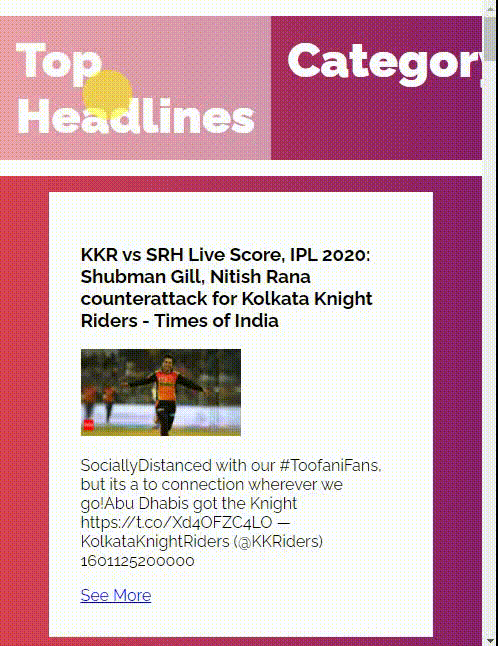 Top
Headlines
Category
KKR vs SRH Live Score, IPL 2020:
Shubman Gill, Nitish Rana
counterattack for Kolkata Knight
Riders - Times of India
SociallyDistanced with our #ToofaniFans,
but its a to connection wherever we
go!Abu Dhabis got the Knight
https://t.co/Xd4OFZC4LO —
KolkataKnightRiders (@KKRiders)
1601125200000
See More